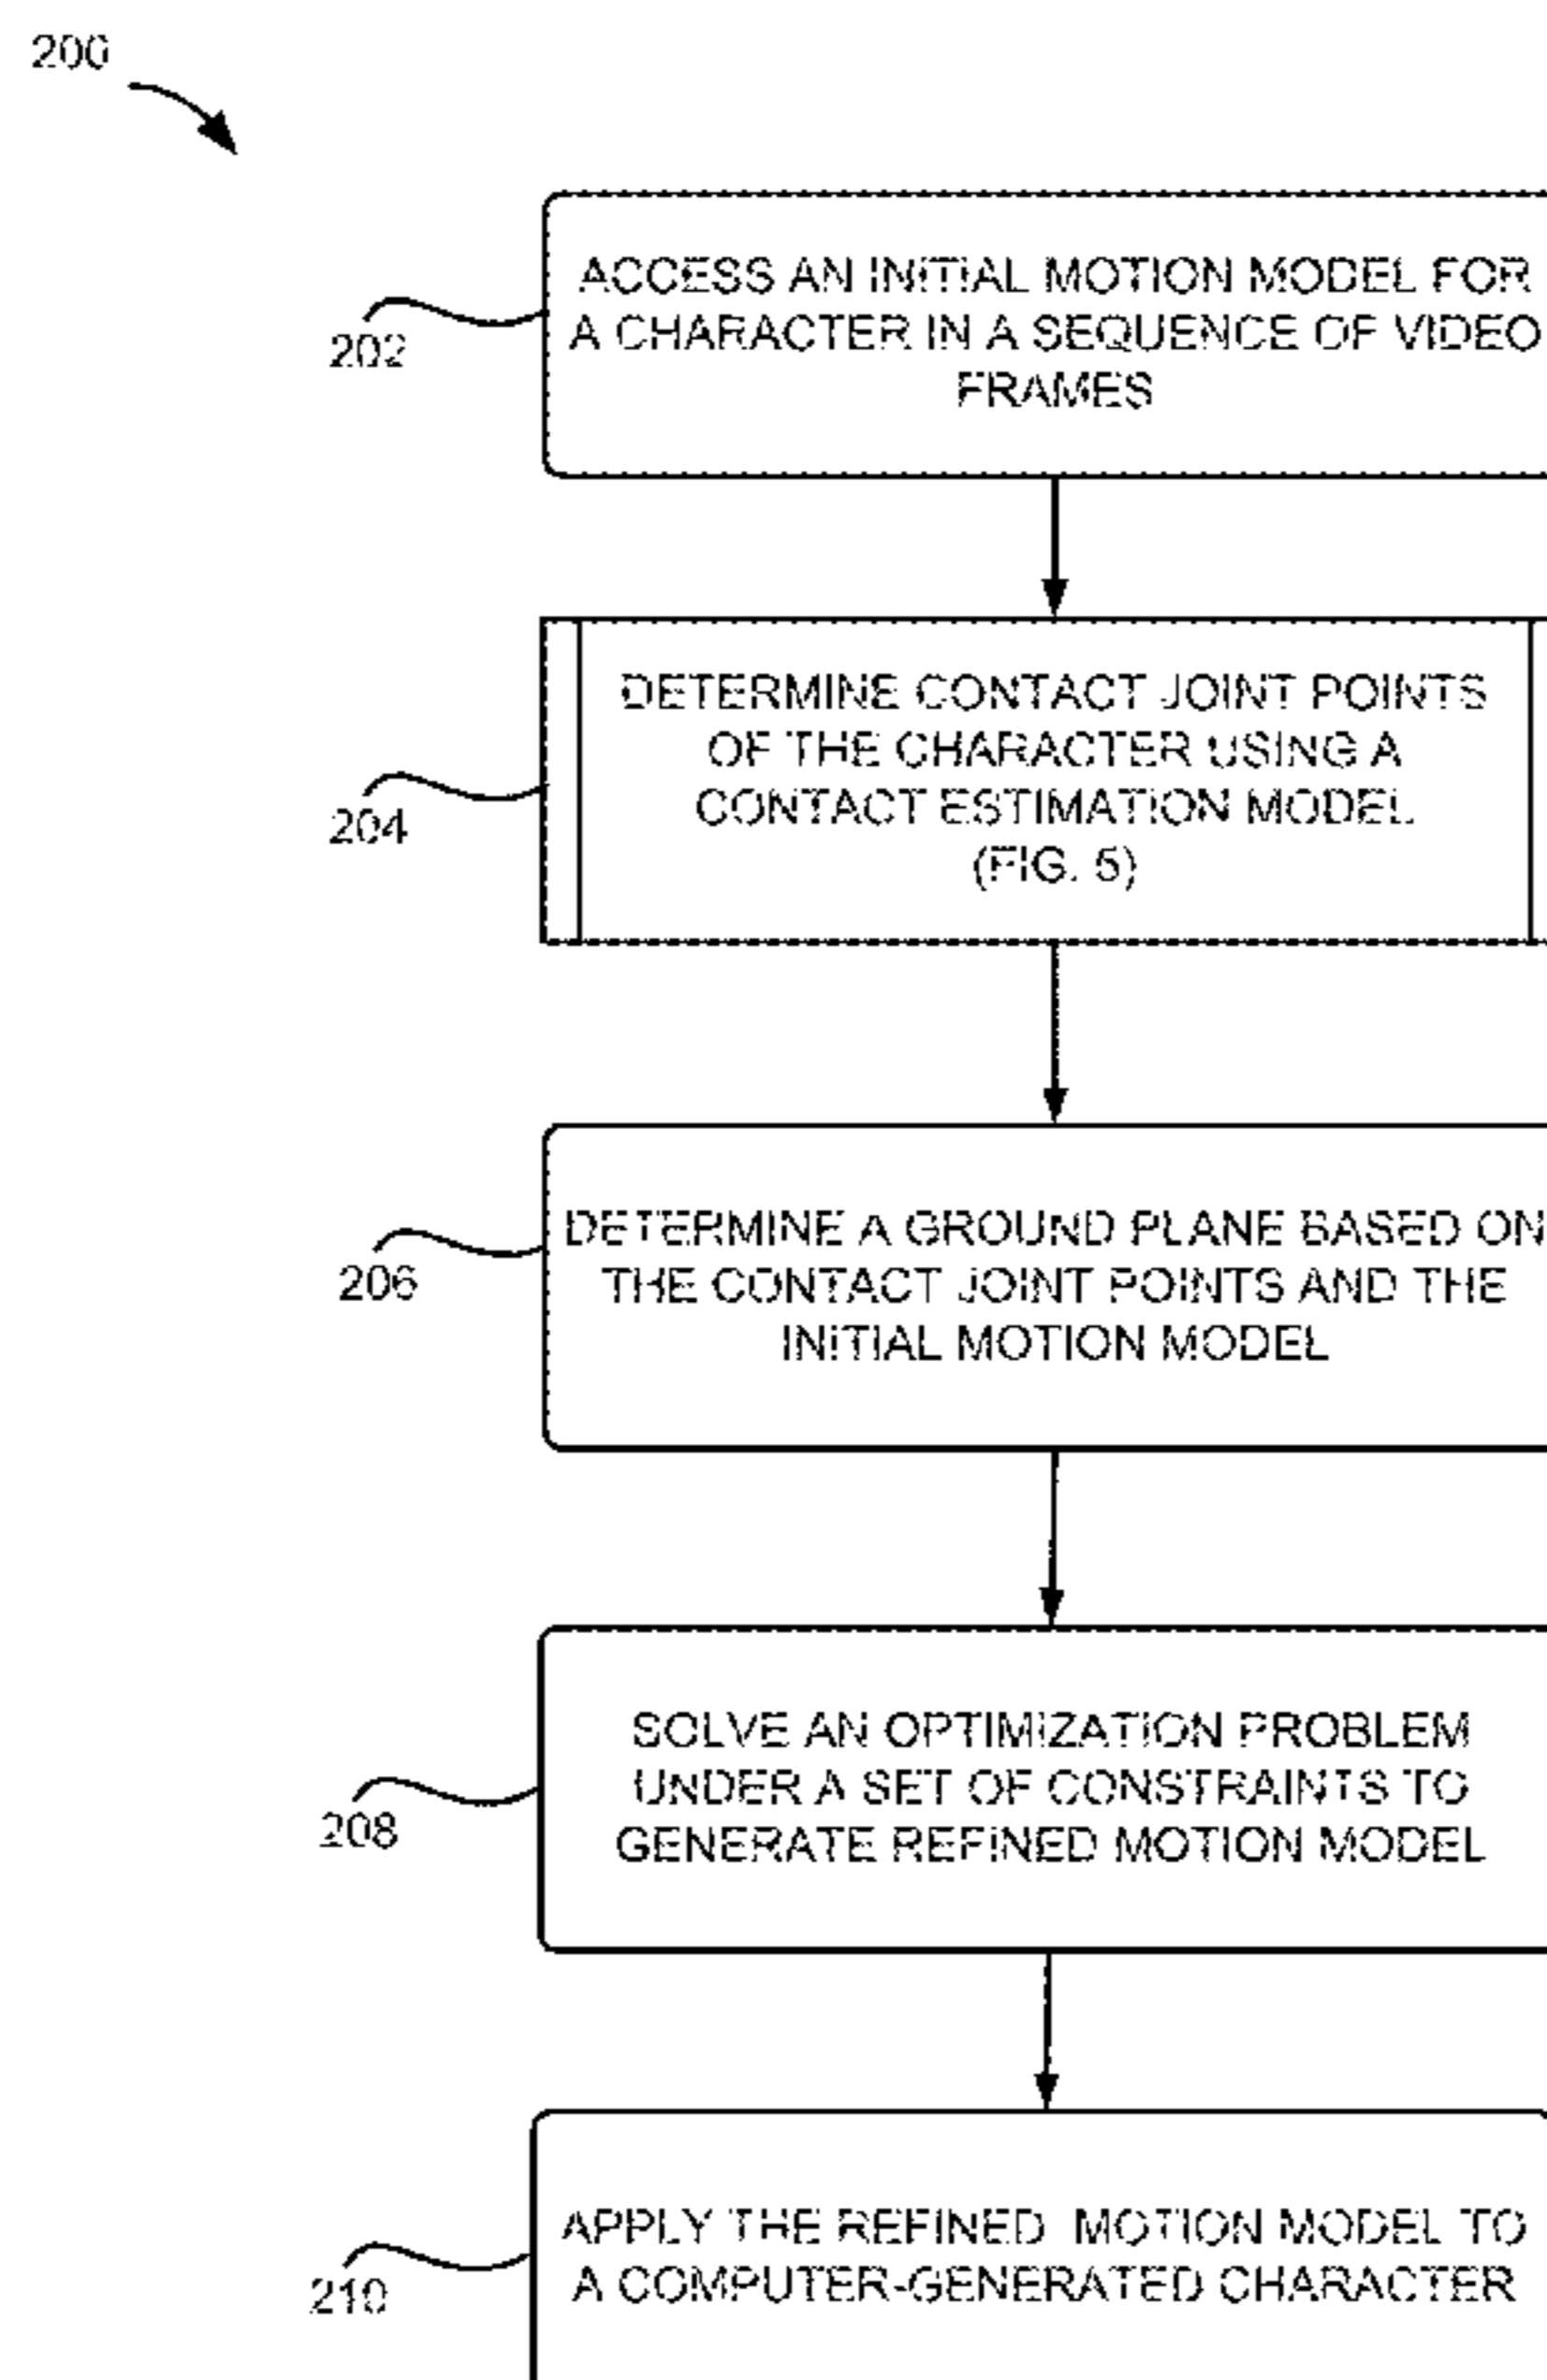 200
ACCESS AN INITIAL MOTION MODEL FOR
A CHARACTER IN A SEQUENCE OF VIDEO
FRAMES
202
DETERMINE CONTACT JOINT POINTS
OF THE CHARACTER USING A
CONTACT ESTIMATION MODEL
(FIG. 5)
204
DETERMINE A GROUND PLANE BASED ON
THE CONTACT JOINT POINTS AND THE
INITIAL MOTION MODEL
206
SOLVE AN OPTIMIZATION PROBLEM
UNDER A SET OF CONSTRAINTS TO
GENERATE REFINED MOTION MODEL
208
APPLY THE REFINED MOTION MODEL TO
A COMPUTER-GENERATED CHARACTER
210